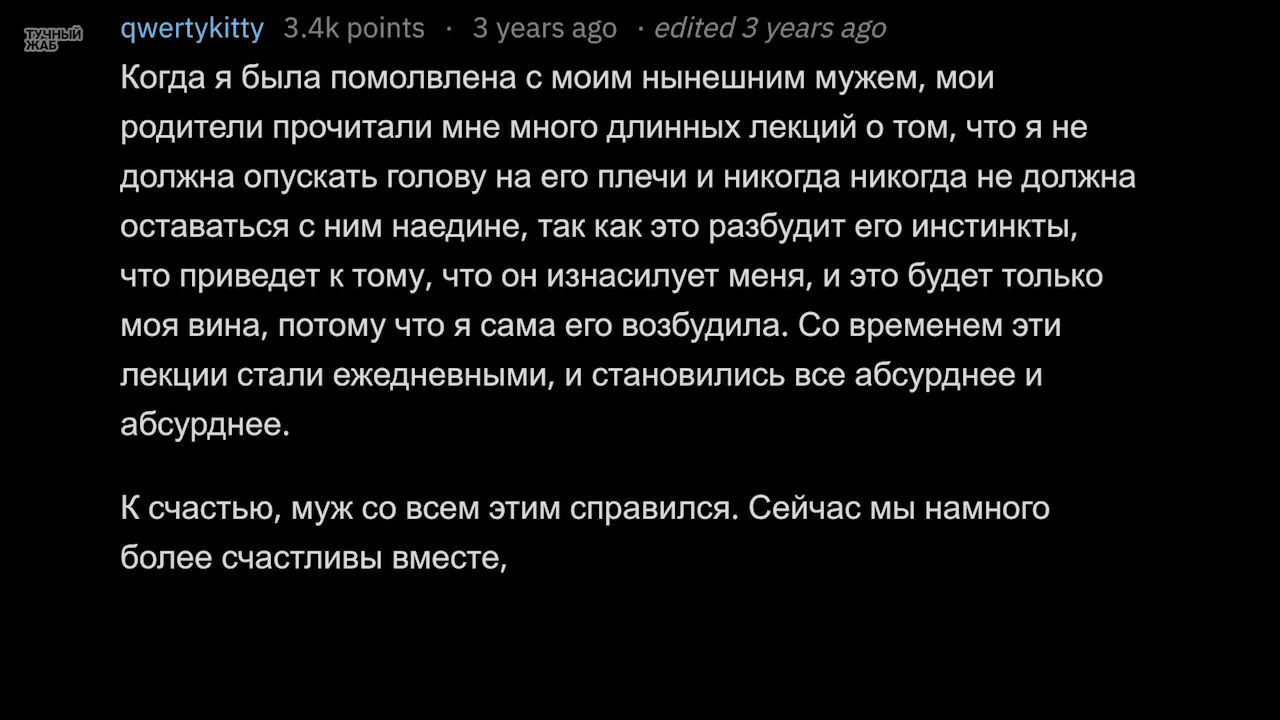 ТУЧНЫЙ
ЖАБ
qwertykitty 3.4k points · 3 years ago · edited 3 years ago
Когда я была помолвлена с моим нынешним мужем, мои
родители прочитали мне много длинных лекций о том, что я не
должна опускать голову на его плечи и никогда никогда не должна
оставаться с ним наедине, так как это разбудит его инстинкты,
что приведет к тому, что он изнасилует меня, и это будет только
моя вина, потому что я сама его возбудила. Со временем эти
лекции стали ежедневными, и становились все абсурднее и
абсурднее.
К счастью, муж со всем этим справился. Сейчас мы намного
более счастливы вместе,